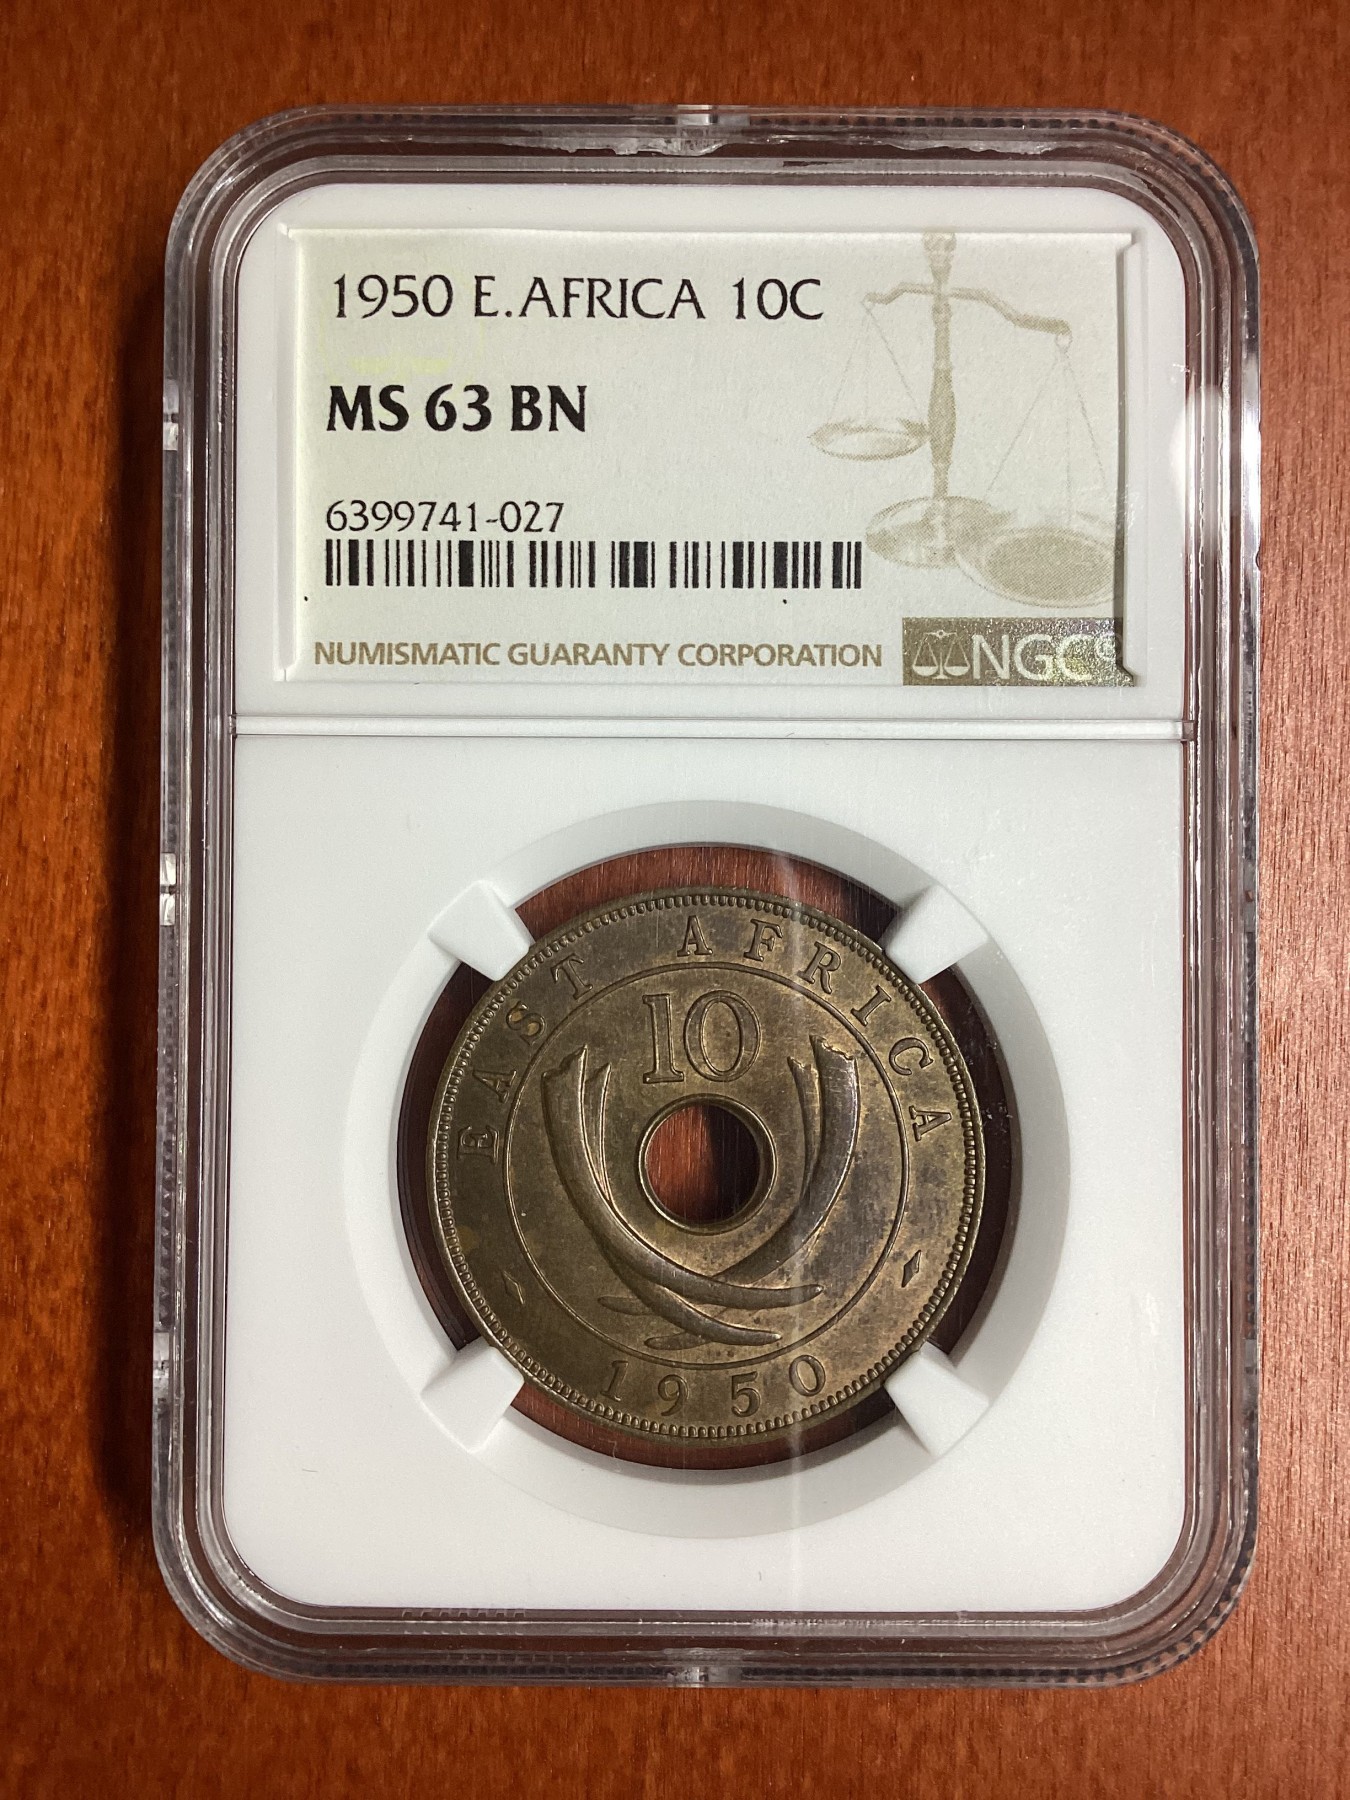 1950 E.AFRICA 10C
MS 63 BN
6399741-027
NUMISMATIC GUARANTY CORPORATION NGC
EAST AFRICA
10
1950